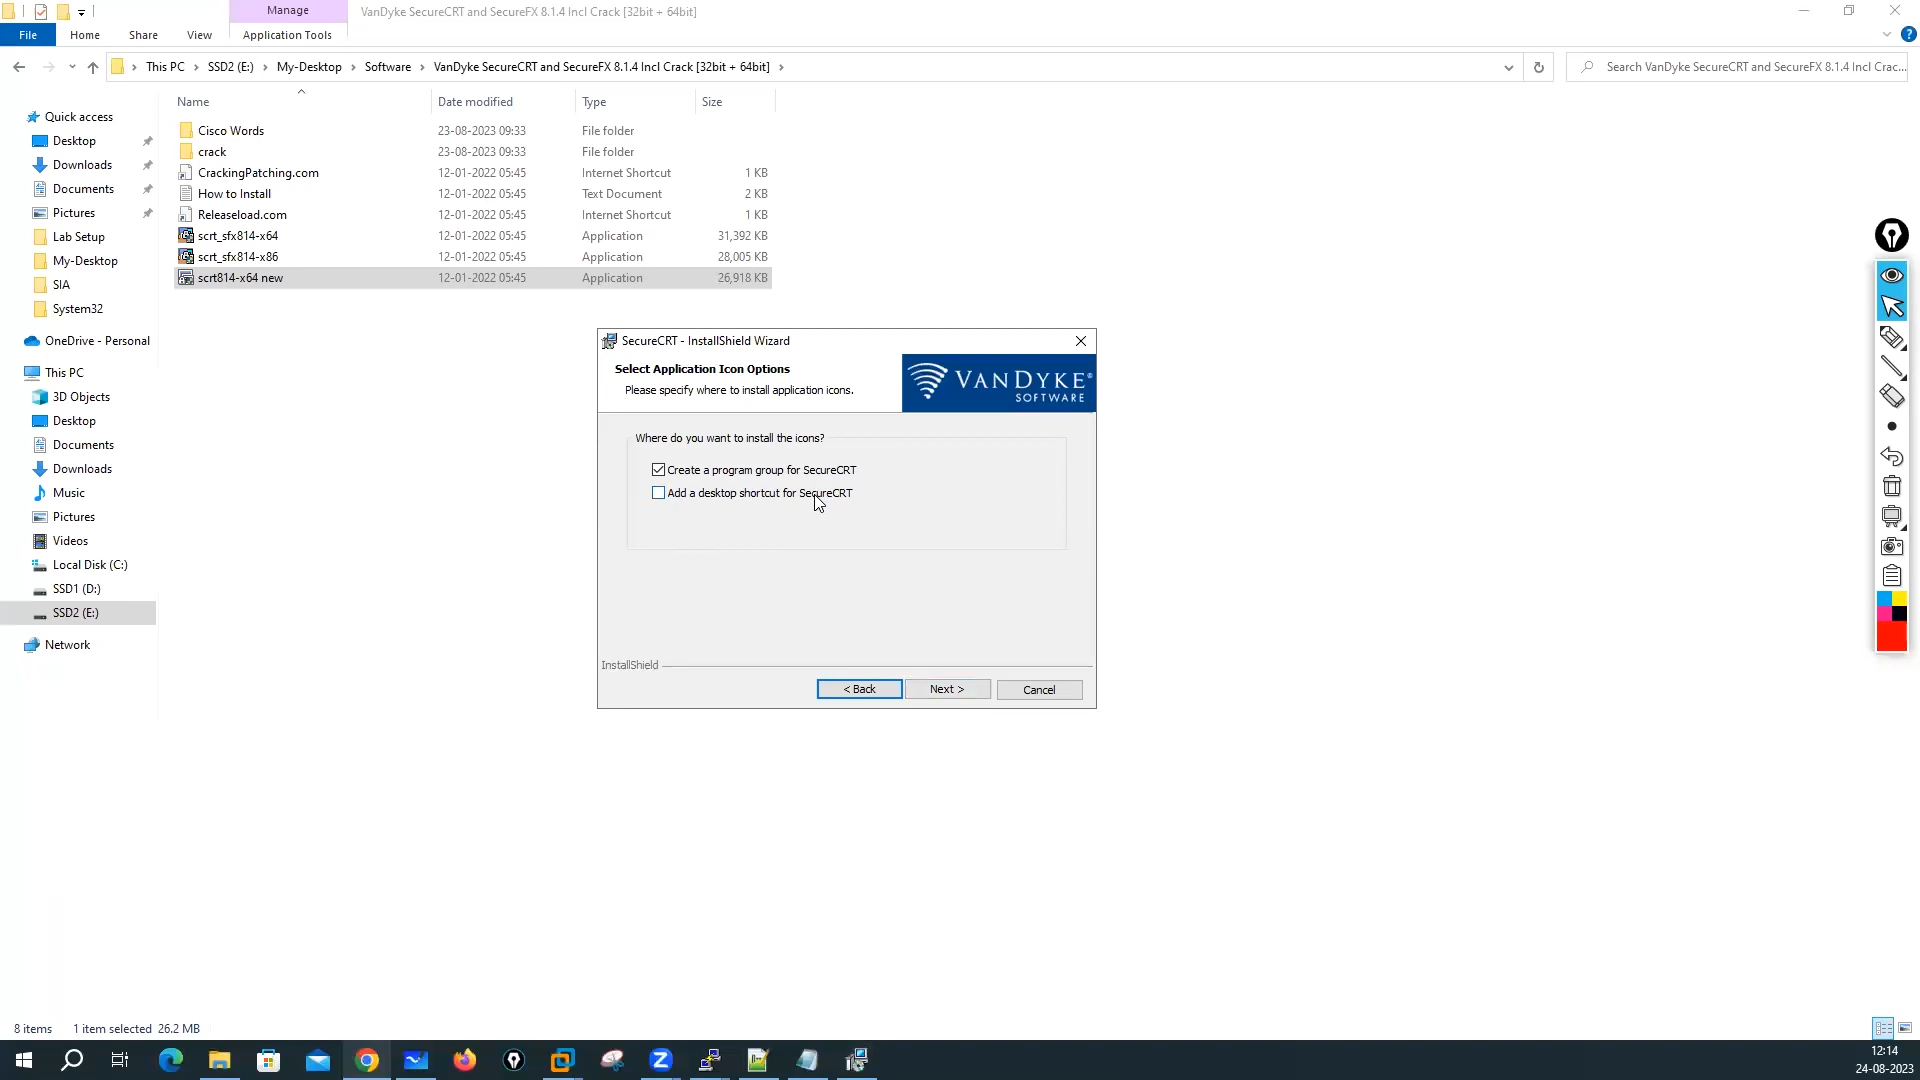 Manage
VanDyke SecureCRT and SecureFX 8.1.4 Incl Crack [32bit + 64bit]
File
Home
Share
View
Application Tools
This PC
SSD2 (E:)
My-Desktop
Software
VanDyke SecureCRT and SecureFX 8.1.4 Incl Crack [32bit + 64bit]
Search VanDyke SecureCRT and SecureFX 8.1.4 Incl Crac...
Name Date modified Type Size
Cisco Words 23-08-2023 09:33 File folder
crack 23-08-2023 09:33 File folder
CrackingPatching.com 12-01-2022 05:45 Internet Shortcut 1 KB
How to Install 12-01-2022 05:45 Text Document 2 KB
Releaseload.com 12-01-2022 05:45 Internet Shortcut 1 KB
scrt_sfx814-x64 12-01-2022 05:45 Application 31,392 KB
scrt_sfx814-x86 12-01-2022 05:45 Application 28,005 KB
scrt814-x64 new 12-01-2022 05:45 Application 26,918 KB
Quick access
Desktop
Downloads
Documents
Pictures
Lab Setup
My-Desktop
SIA
System32
OneDrive - Personal
This PC
3D Objects
Desktop
Documents
Downloads
Music
Pictures
Videos
Local Disk (C:)
SSD1 (D:)
SSD2 (E:)
Network
SecureCRT - InstallShield Wizard
Select Application Icon Options
Please specify where to install application icons.
VANDYKE®
SOFTWARE
Where do you want to install the icons?
Create a program group for SecureCRT
Add a desktop shortcut for SecureCRT
InstallShield
< Back
Next >
Cancel
8 items 1 item selected 26.2 MB
12:14
24-08-2023